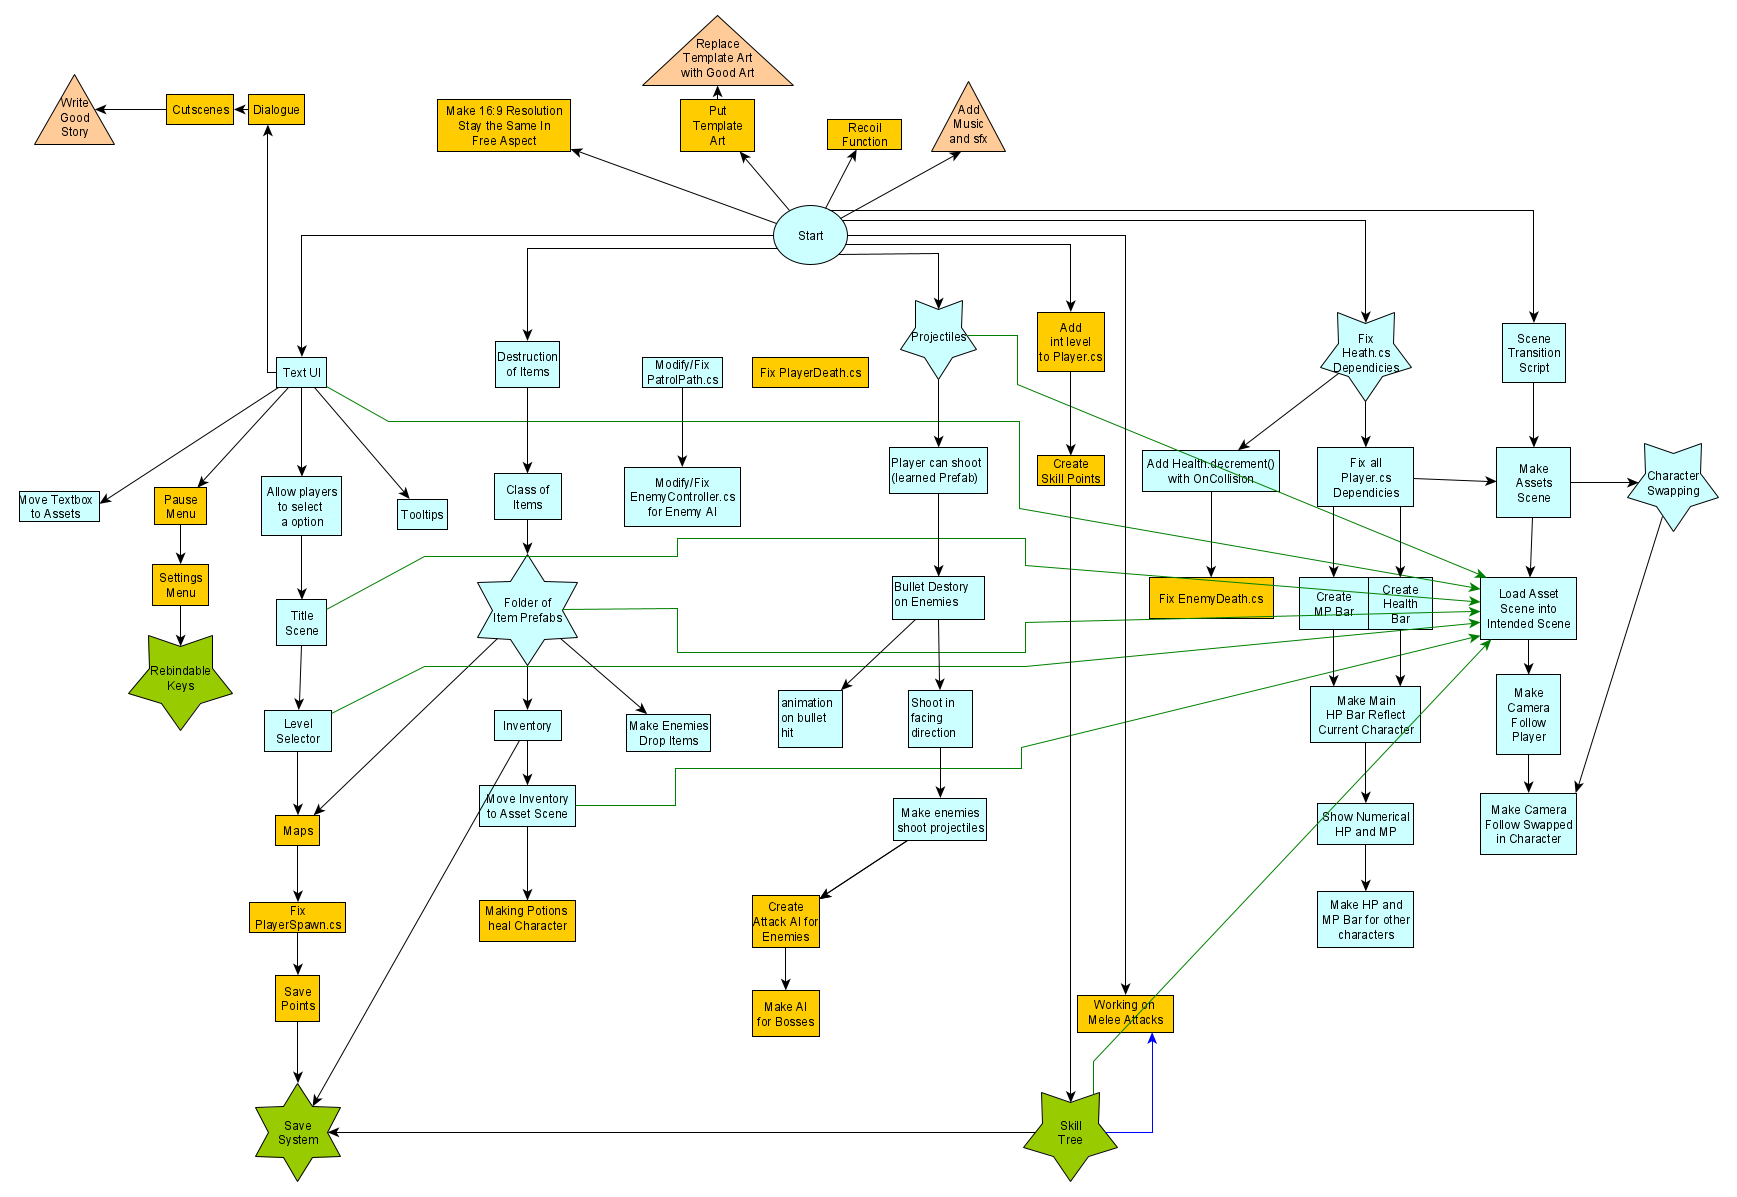 Replace
Template Art
with Good Art
Write
Good
Story
Cutscenes
Dialogue
Make 16:9 Resolution
Stay the Same In
Free Aspect
Put
Template
Art
Recoil
Function
Add
Music
and sfx
Start
Text UI
Destruction
of Items
Modify/Fix
PatrolPath.cs
Fix PlayerDeath.cs
Projectiles
Add
int level
to Player.cs
Fix
Heath.cs
Dependicies
Scene
Transition
Script
Move Textbox
to Assets
Pause
Menu
Allow players
to select
a option
Tooltips
Class of
Items
Modify/Fix
EnemyController.cs
for Enemy AI
Player can shoot
(learned Prefab)
Create
Skill Points
Add Health.decrement()
with OnCollision
Fix all
Player.cs
Dependicies
Make
Assets
Scene
Character
Swapping
Settings
Menu
Title
Scene
Folder of
Item Prefabs
Bullet Destory
on Enemies
Fix EnemyDeath.cs
Create
MP Bar
Create
Health
Bar
Load Asset
Scene into
Intended Scene
Rebindable
Keys
Level
Selector
Inventory
Make Enemies
Drop Items
animation
on bullet
hit
Shoot in
facing
direction
Make Main
HP Bar Reflect
Current Character
Make
Camera
Follow
Player
Maps
Move Inventory
to Asset Scene
Make enemies
shoot projectiles
Show Numerical
HP and MP
Make Camera
Follow Swapped
in Character
Fix
PlayerSpawn.cs
Making Potions
heal Character
Create
Attack AI for
Enemies
Make HP and
MP Bar for other
characters
Save
Points
Make AI
for Bosses
Working on
Melee Attacks
Save
System
Skill
Tree